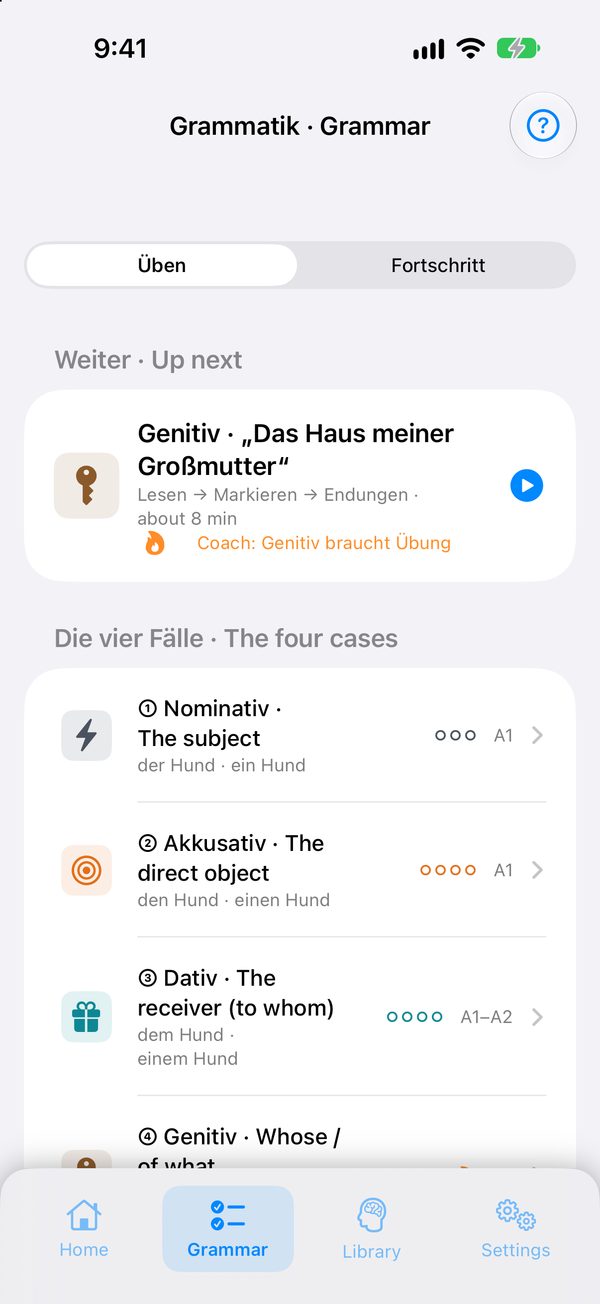 9:41
Grammatik · Grammar
Üben
Fortschritt
Weiter · Up next
Genitiv · „Das Haus meiner
Großmutter“
Lesen → Markieren → Endungen ·
about 8 min
Coach: Genitiv braucht Übung
Die vier Fälle · The four cases
① Nominativ ·
The subject
der Hund · ein Hund
A1
② Akkusativ · The
direct object
den Hund · einen Hund
A1
③ Dativ · The
receiver (to whom)
dem Hund ·
einem Hund
A1–A2
④ Genitiv · Whose /
of what
Home
Grammar
Library
Settings